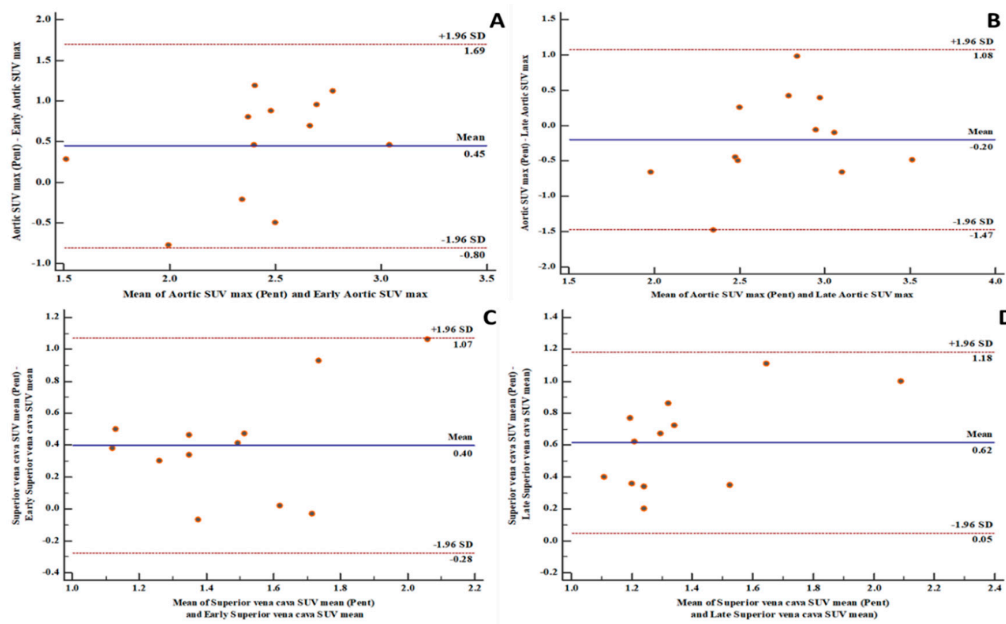 A
2.0
1.5
1.0
0.5
0.0
-0.5
-1.0
1.5
2.0
2.5
3.0
3.5
+1.96 SD
1.69
Mean
0.45
-1.96 SD
-0.80
Aortic SUV max (Pent) - Early Aortic SUV max
Mean of Aortic SUV max (Pent) and Early Aortic SUV max
B
1.5
1.0
0.5
0.0
-0.5
-1.0
-1.5
-2.0
1.5
2.0
2.5
3.0
3.5
4.0
+1.96 SD
1.08
Mean
-0.20
-1.96 SD
-1.47
Aortic SUV max (Pent) - Late Aortic SUV max
Mean of Aortic SUV max (Pent) and Late Aortic SUV max
C
1.2
1.0
0.8
0.6
0.4
0.2
0.0
-0.2
-0.4
1.0
1.2
1.4
1.6
1.8
2.0
2.2
+1.96 SD
1.07
Mean
0.40
-1.96 SD
-0.28
Superior vena cava SUV mean (Pent) -
Early Superior vena cava SUV mean
Mean of Superior vena cava SUV mean (Pent)
and Early Superior vena cava SUV mean
D
1.4
1.2
1.0
0.8
0.6
0.4
0.2
0.0
-0.2
1.0
1.2
1.4
1.6
1.8
2.0
2.2
2.4
+1.96 SD
1.18
Mean
0.62
-1.96 SD
0.05
Superior vena cava SUV mean (Pent) -
Late Superior vena cava SUV mean)
Mean of Superior vena cava SUV mean (Pent)
and Late Superior vena cava SUV mean)